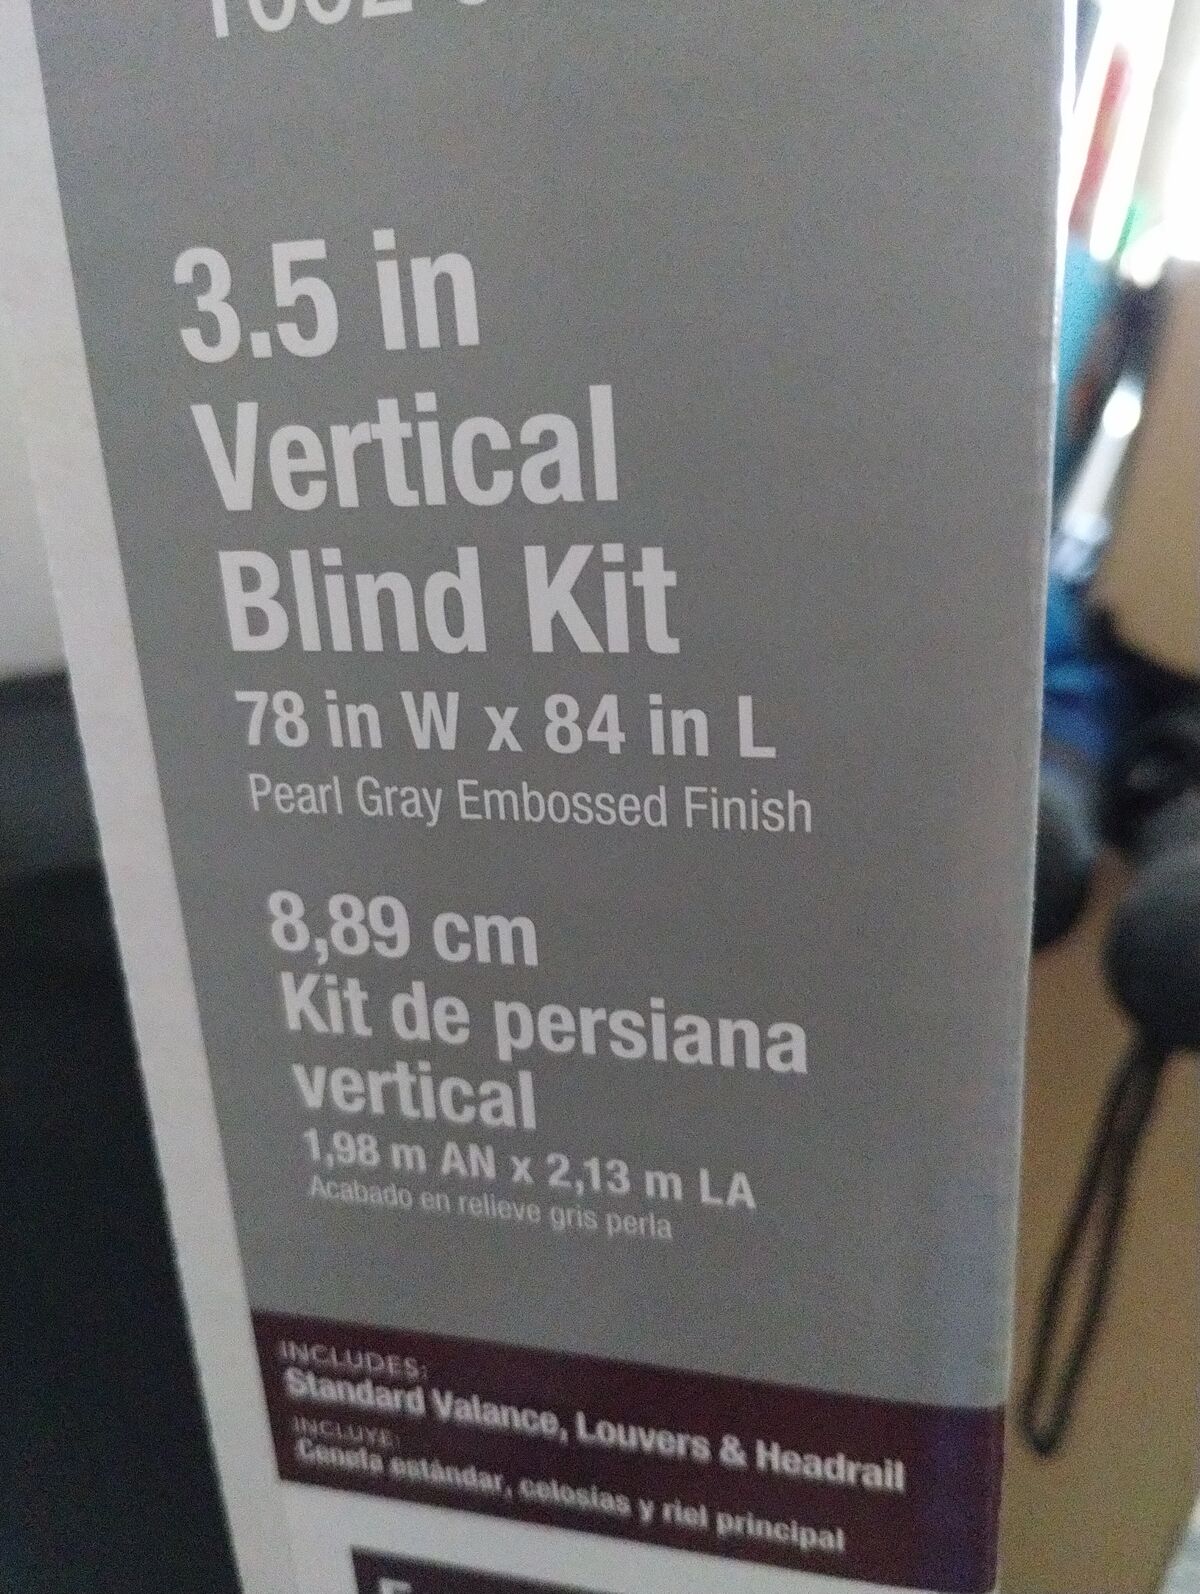 3.5 in
Vertical
Blind Kit
78 in W x 84 in L
Pearl Gray Embossed Finish
8,89 cm
Kit de persiana
vertical
1,98 m AN x 2,13 m LA
Acabado en relieve gris perla
INCLUDES:
Standard Valance, Louvers & Headrail
INCLUYE:
Cenefa estándar, celosías y riel principal